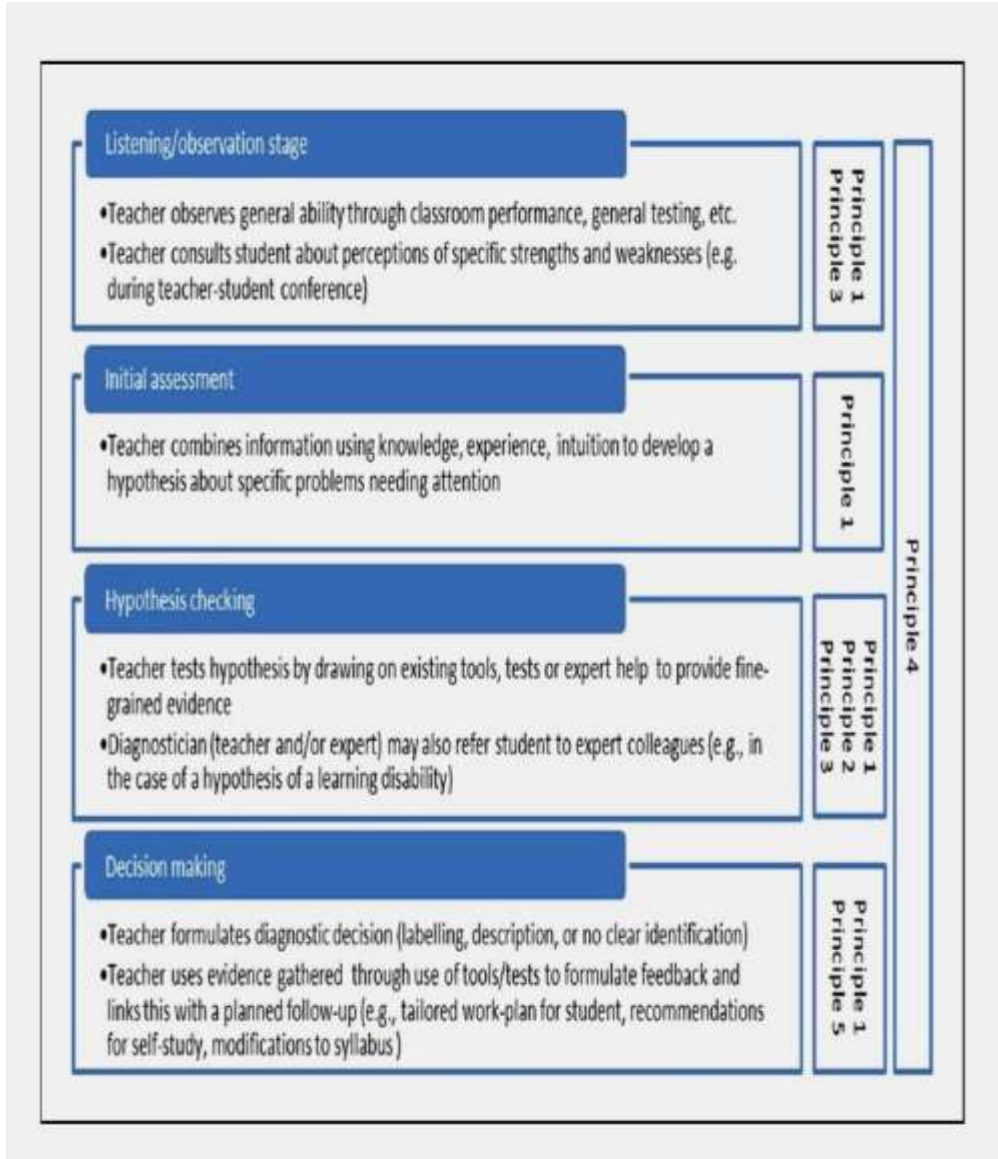 Listening/observation stage
•Teacher observes general ability through classroom performance, general testing, etc.
•Teacher consults student about perceptions of specific strengths and weaknesses (e.g.
during teacher-student conference)
Principle 1
Principle 3
Initial assessment
•Teacher combines information using knowledge, experience, intuition to develop a
hypothesis about specific problems needing attention
Principle 1
Hypothesis checking
•Teacher tests hypothesis by drawing on existing tools, tests or expert help to provide fine-
grained evidence
•Diagnostician (teacher and/or expert) may also refer student to expert colleagues (e.g., in
the case of a hypothesis of a learning disability)
Principle 1
Principle 2
Principle 3
Decision making
•Teacher formulates diagnostic decision (labelling, description, or no clear identification)
•Teacher uses evidence gathered through use of tools/tests to formulate feedback and
links this with a planned follow-up (e.g., tailored work-plan for student, recommendations
for self-study, modifications to syllabus )
Principle 1
Principle 5
Principle 4